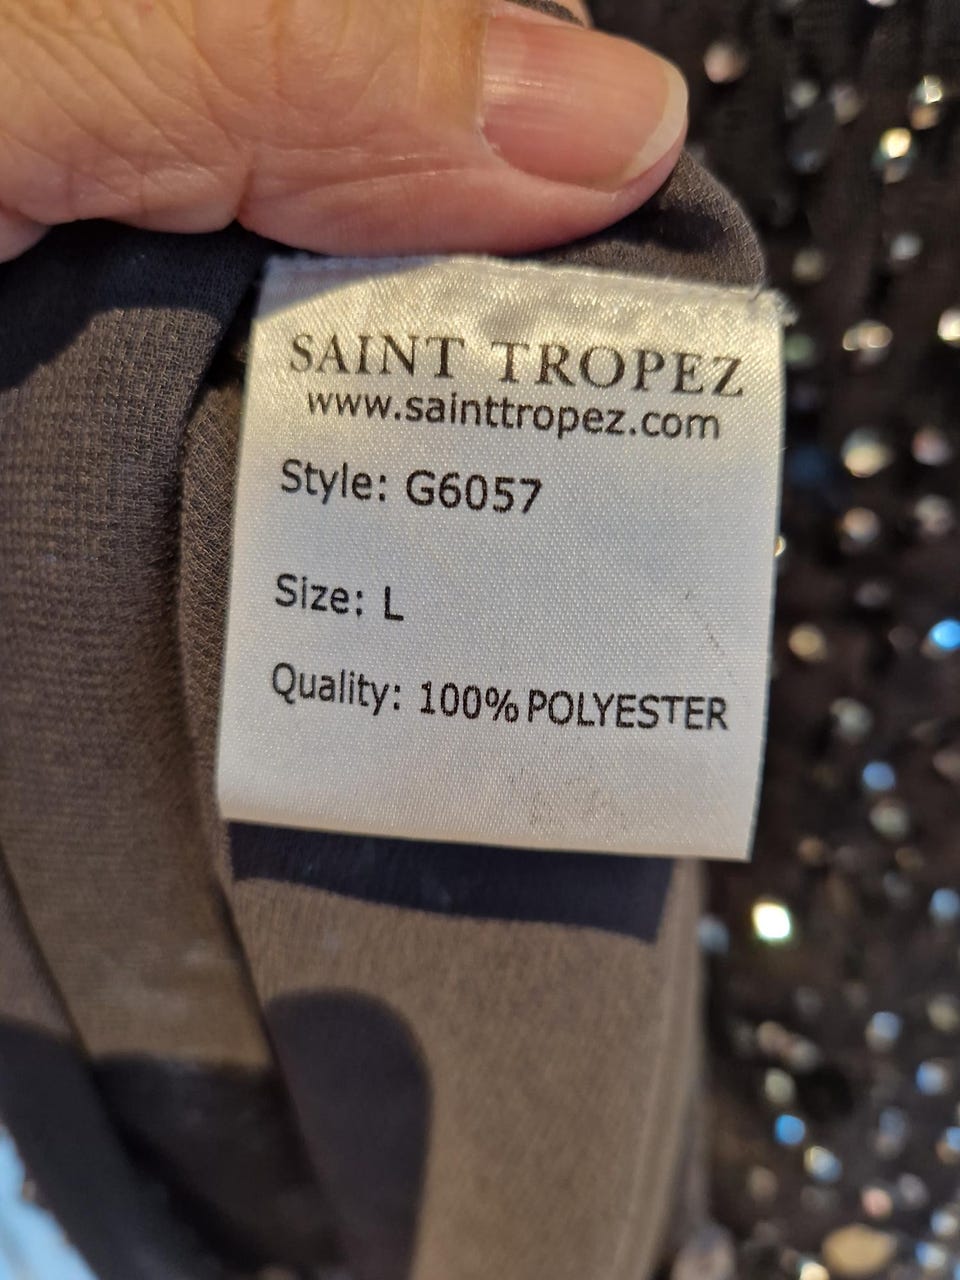 SAINT TROPEZ
www.sainttropez.com
Style: G6057
Size: L
Quality: 100% POLYESTER